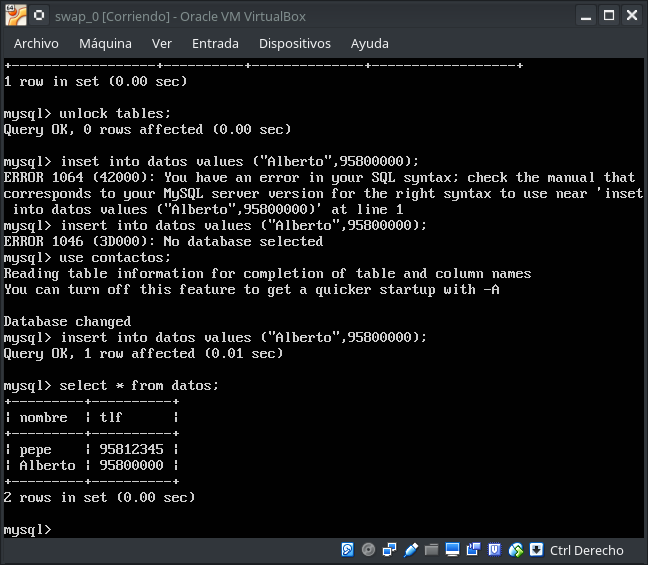 swap_0 [Corriendo] - Oracle VM VirtualBox
Archivo Máquina Ver Entrada Dispositivos Ayuda
+------------------+----------+--------------+------------------+
1 row in set (0.00 sec)
mysql> unlock tables;
Query OK, 0 rows affected (0.00 sec)
mysql> inset into datos values ("Alberto",95800000);
ERROR 1064 (42000): You have an error in your SQL syntax; check the manual that
corresponds to your MySQL server version for the right syntax to use near 'inset
 into datos values ("Alberto",95800000)' at line 1
mysql> insert into datos values ("Alberto",95800000);
ERROR 1046 (3D000): No database selected
mysql> use contactos;
Reading table information for completion of table and column names
You can turn off this feature to get a quicker startup with -A
Database changed
mysql> insert into datos values ("Alberto",95800000);
Query OK, 1 row affected (0.01 sec)
mysql> select * from datos;
+---------+----------+
| nombre  | tlf      |
+---------+----------+
| pepe    | 95812345 |
| Alberto | 95800000 |
+---------+----------+
2 rows in set (0.00 sec)
mysql>
Ctrl Derecho